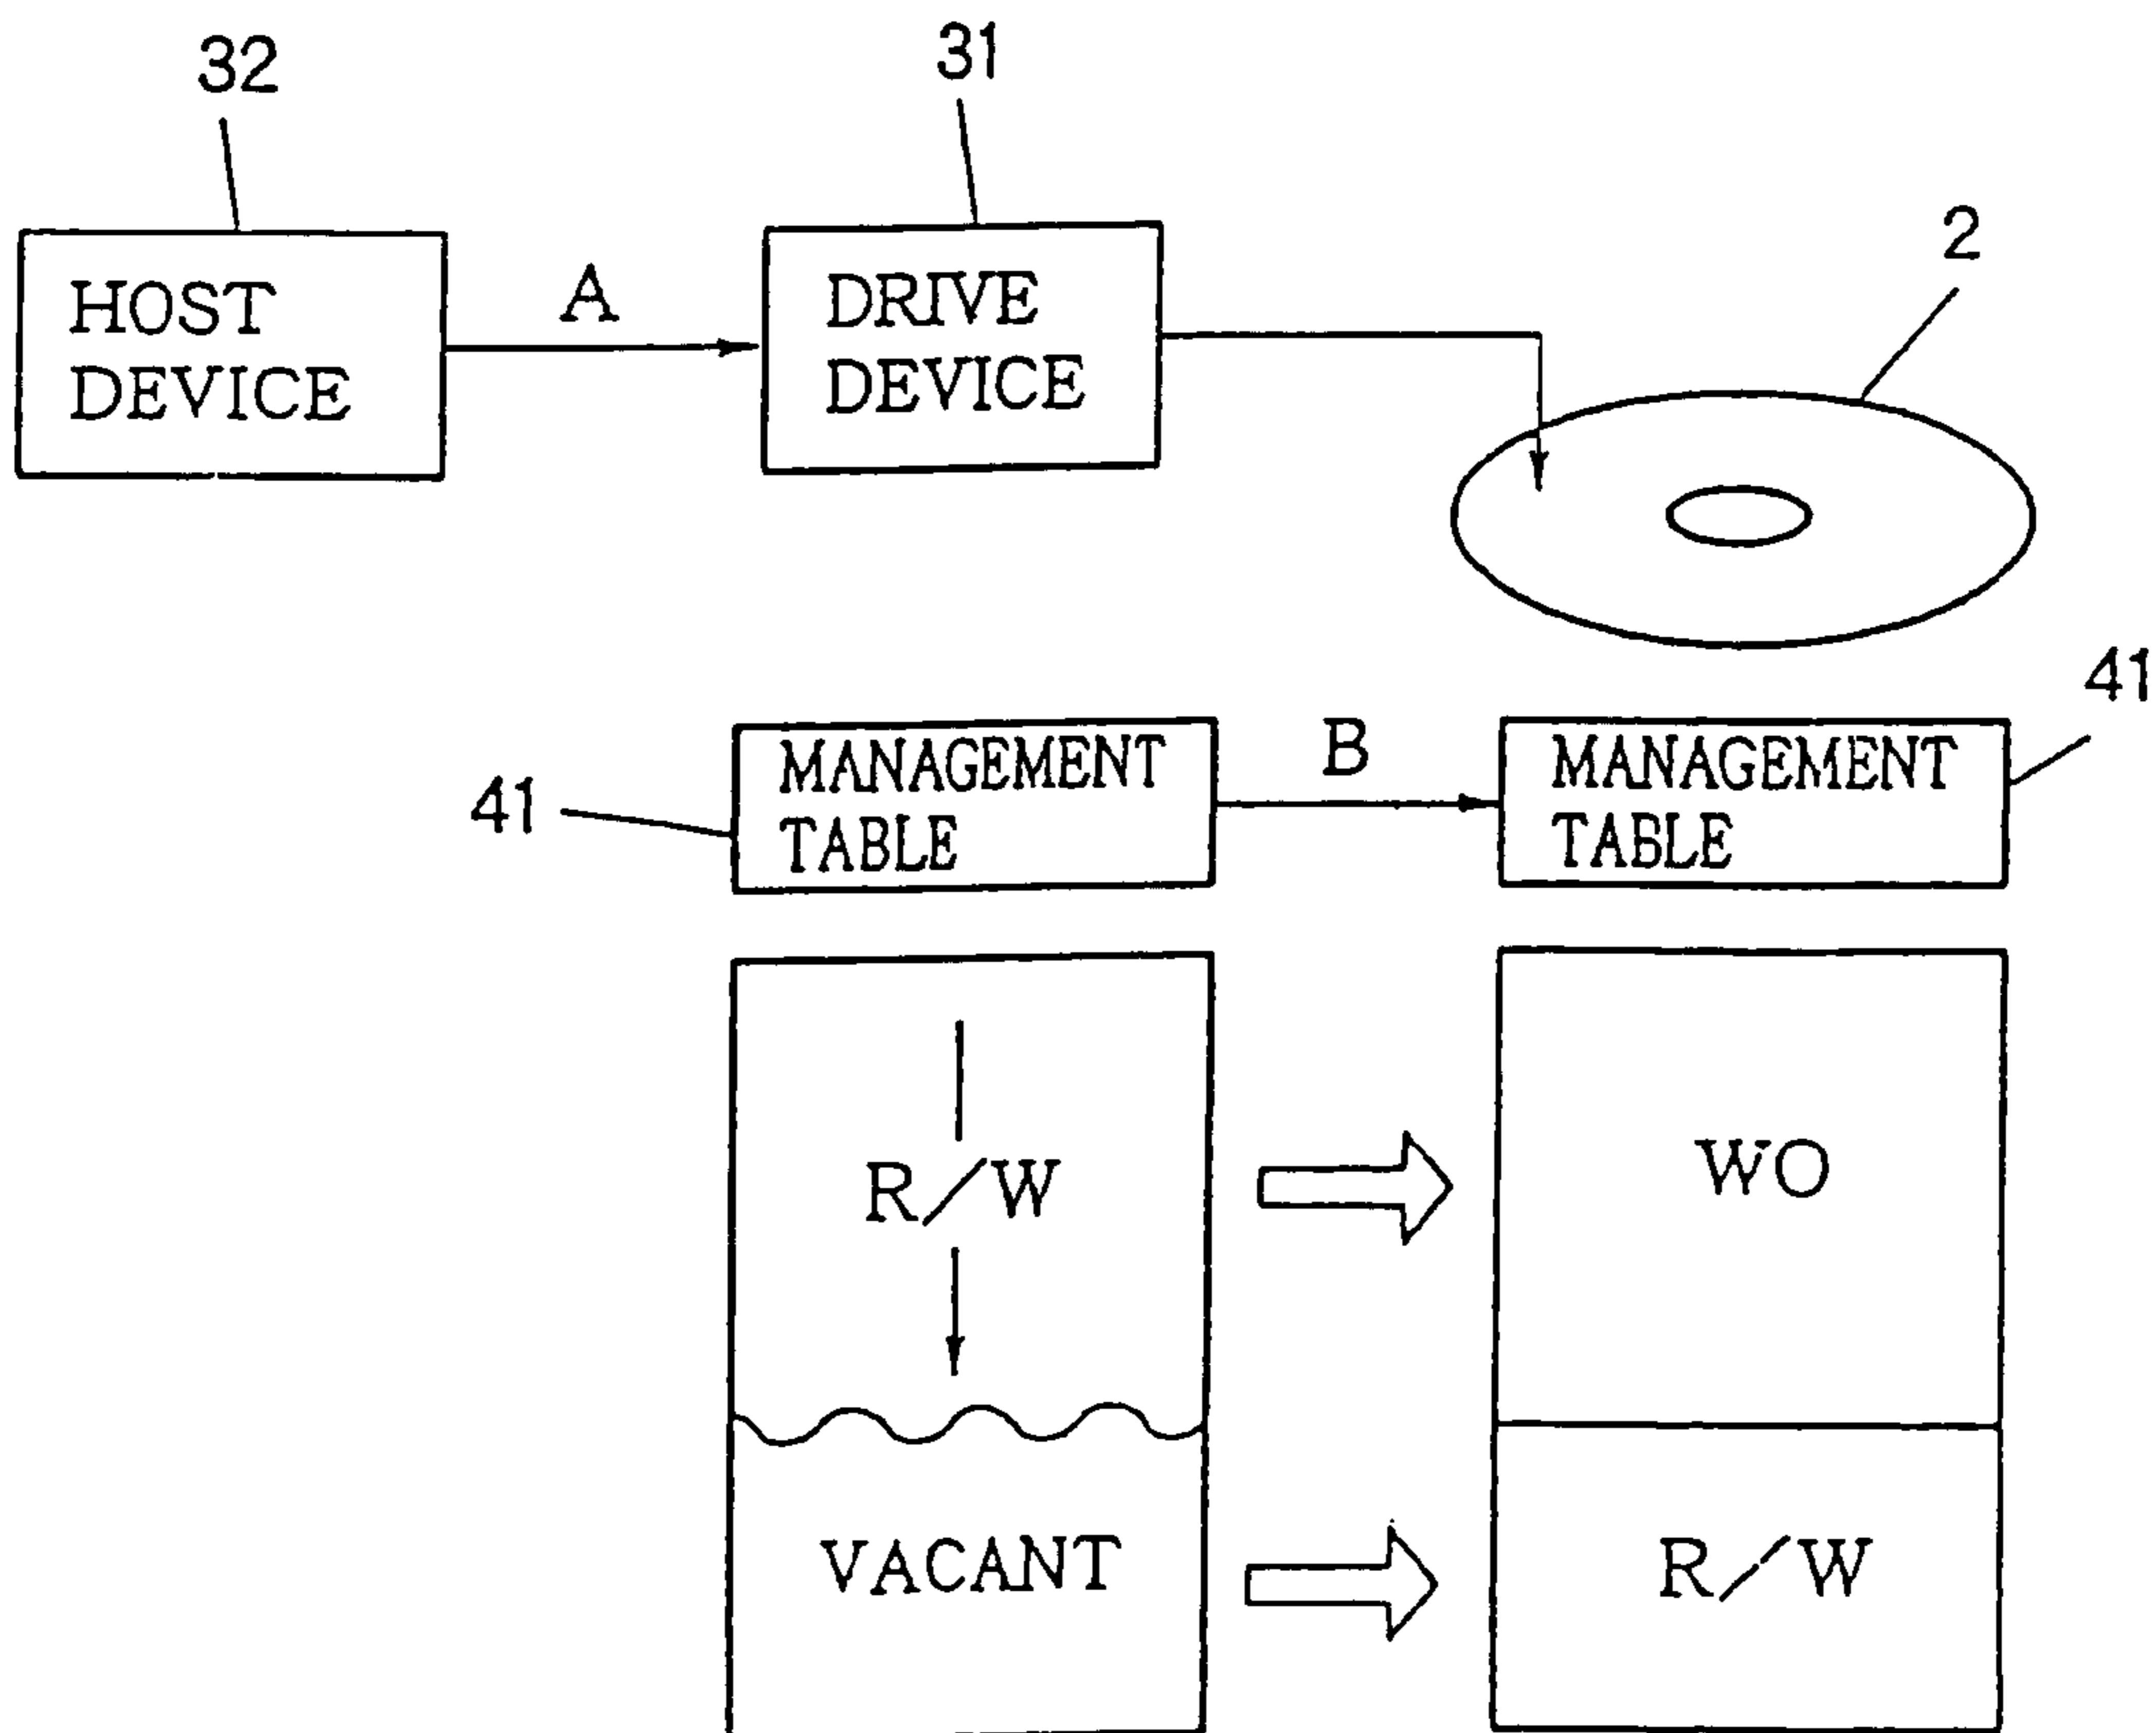 32
31
2
HOST
DEVICE
A
DRIVE
DEVICE
41
MANAGEMENT
TABLE
B
MANAGEMENT
TABLE
41
R/W
WO
VACANT
R/W